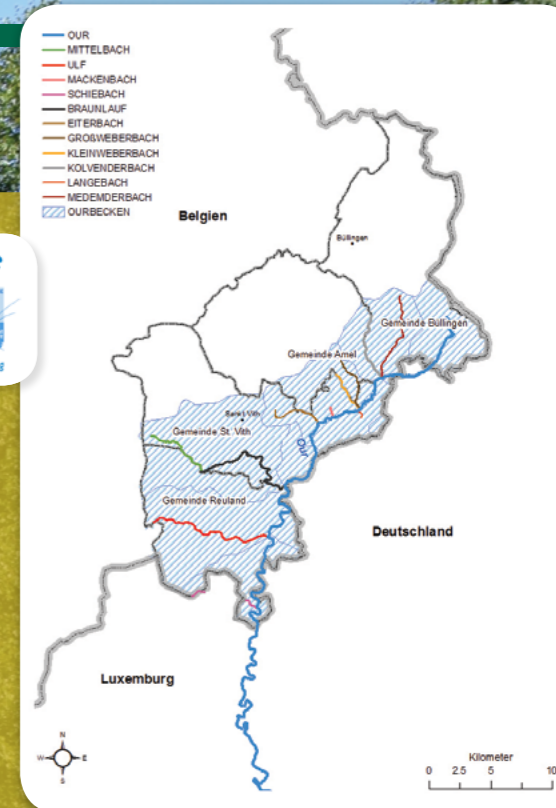 OUR
MITTELBACH
ULF
MACKENBACH
SCHIEBACH
BRAUNLAUF
EITERBACH
GROßWEBERBACH
KLEINWEBERBACH
KOLVENDERBACH
LANGEBACH
MEDEMDERBACH
OURBECKEN
Belgien
Büllingen
Gemeinde Büllingen
Gemeinde Amel
Sankt Vith
Gemeinde St. Vith
Our
Gemeinde Reuland
Deutschland
Luxemburg
N
W E
S
Kilometer
0 2.5 5 10